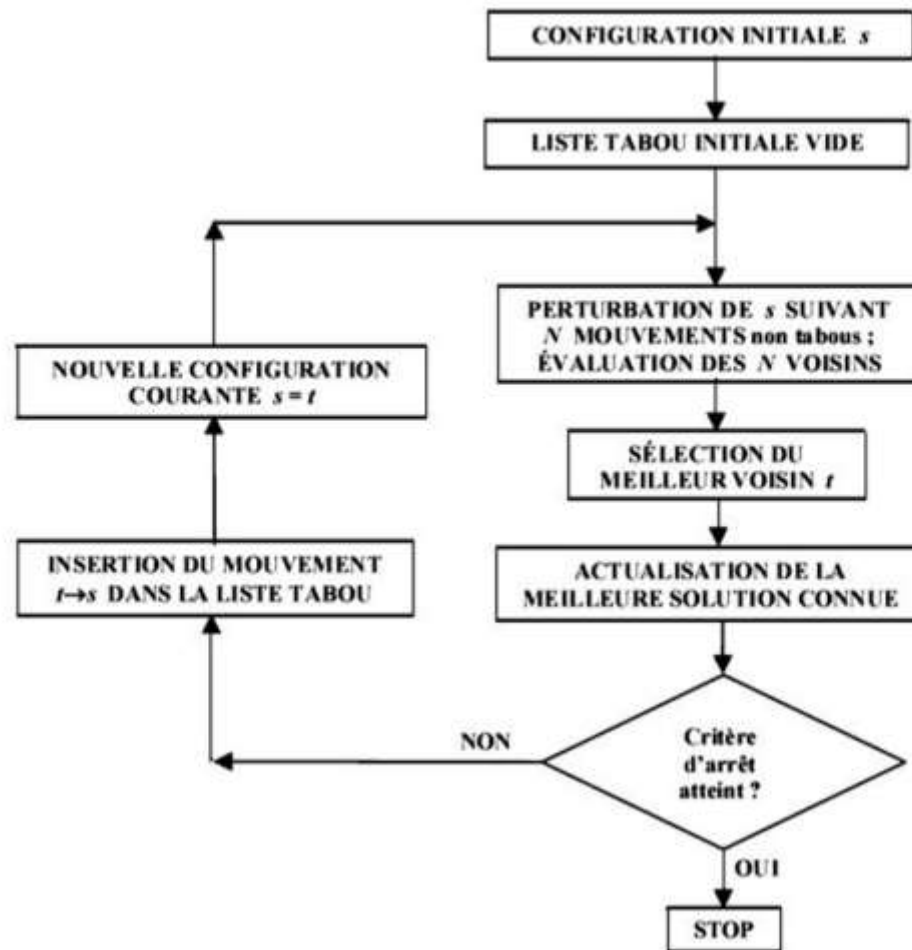 CONFIGURATION INITIALE s
LISTE TABOU INITIALE VIDE
PERTURBATION DE s SUIVANT
N MOUVEMENTS non tabous ;
ÉVALUATION DES N VOISINS
SÉLECTION DU
MEILLEUR VOISIN t
ACTUALISATION DE LA
MEILLEURE SOLUTION CONNUE
Critère
d'arrêt
atteint ?
NON
INSERTION DU MOUVEMENT
t→s DANS LA LISTE TABOU
NOUVELLE CONFIGURATION
COURANTE s = t
OUI
STOP